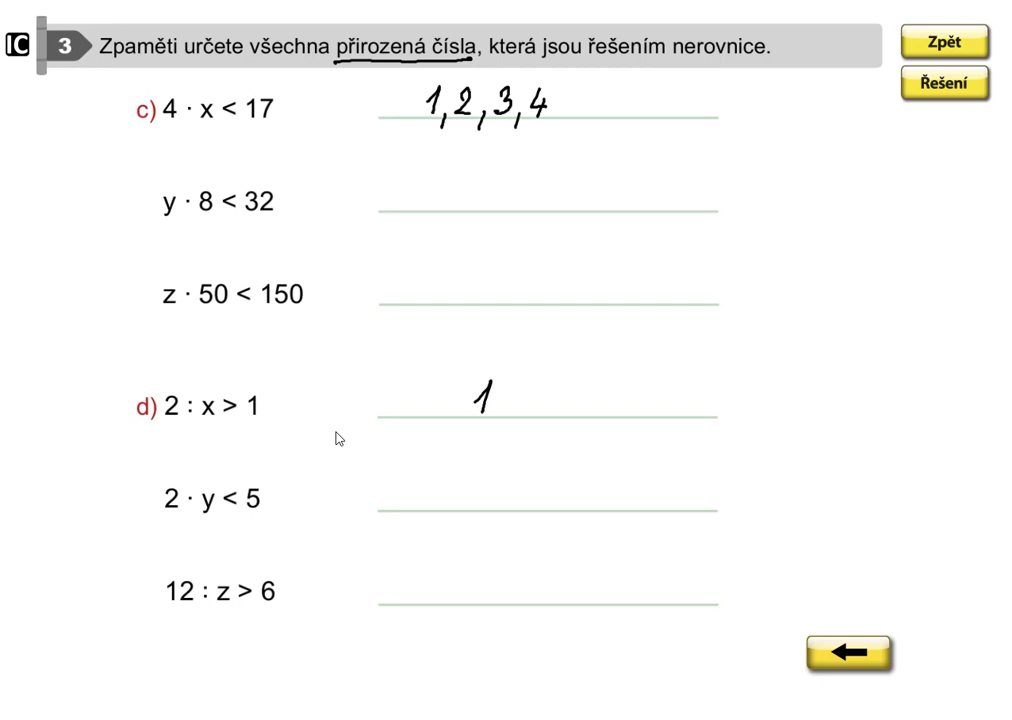 IC 3 Zpaměti určete všechna přirozená čísla, která jsou řešením nerovnice.
Zpět
Řešení
c) 4 · x < 17 1, 2, 3, 4
y · 8 < 32
z · 50 < 150
d) 2 : x > 1 1
2 · y < 5
12 : z > 6